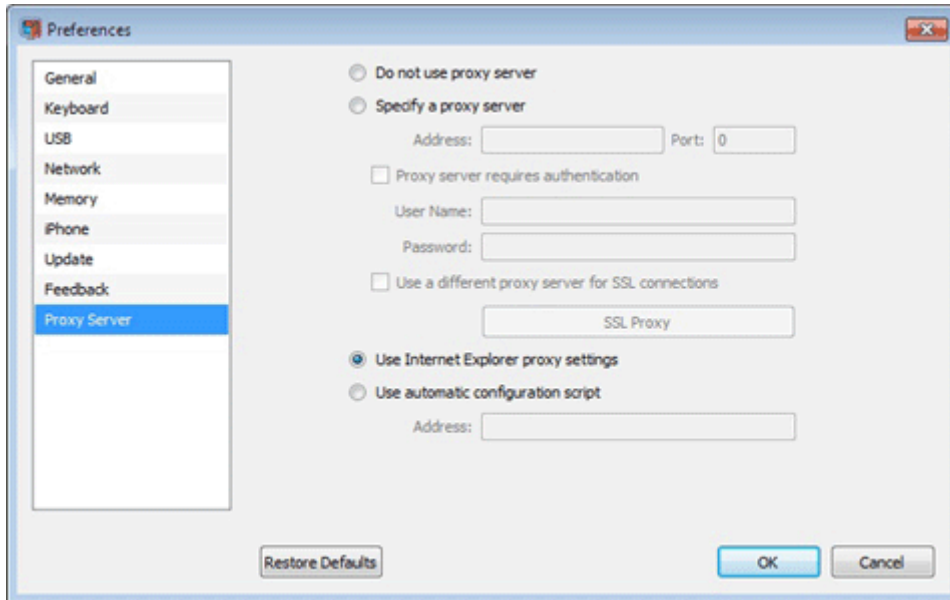 Preferences
General
Keyboard
USB
Network
Memory
iPhone
Update
Feedback
Proxy Server
Do not use proxy server
Specify a proxy server
Address: Port: 0
Proxy server requires authentication
User Name:
Password:
Use a different proxy server for SSL connections
SSL Proxy
Use Internet Explorer proxy settings
Use automatic configuration script
Address:
Restore Defaults OK Cancel